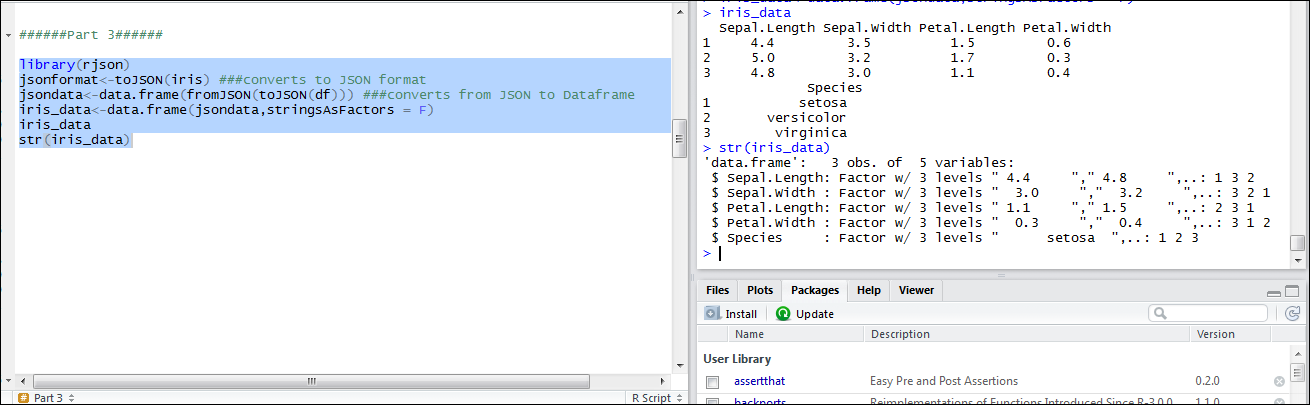 ######Part 3######
library(rjson)
jsonformat<-toJSON(iris) ###converts to JSON format
jsondata<-data.frame(fromJSON(toJSON(df))) ###converts from JSON to Dataframe
iris_data<-data.frame(jsondata,stringsAsFactors = F)
iris_data
str(iris_data)
Part 3
R Script
> iris_data
Sepal.Length Sepal.Width Petal.Length Petal.Width
1 4.4 3.5 1.5 0.6
2 5.0 3.2 1.7 0.3
3 4.8 3.0 1.1 0.4
Species
1 setosa
2 versicolor
3 virginica
> str(iris_data)
'data.frame': 3 obs. of 5 variables:
$ Sepal.Length: Factor w/ 3 levels " 4.4 "," 4.8 ",..: 1 3 2
$ Sepal.Width : Factor w/ 3 levels " 3.0 "," 3.2 ",..: 3 2 1
$ Petal.Length: Factor w/ 3 levels " 1.1 "," 1.5 ",..: 2 3 1
$ Petal.Width : Factor w/ 3 levels " 0.3 "," 0.4 ",..: 3 1 2
$ Species : Factor w/ 3 levels " setosa ",..: 1 2 3
>
Files Plots Packages Help Viewer
Install Update
Name Description Version
User Library
assertthat Easy Pre and Post Assertions 0.2.0
backports Reimplementations of Functions Introduced Since R-3.0.0 1.1.0